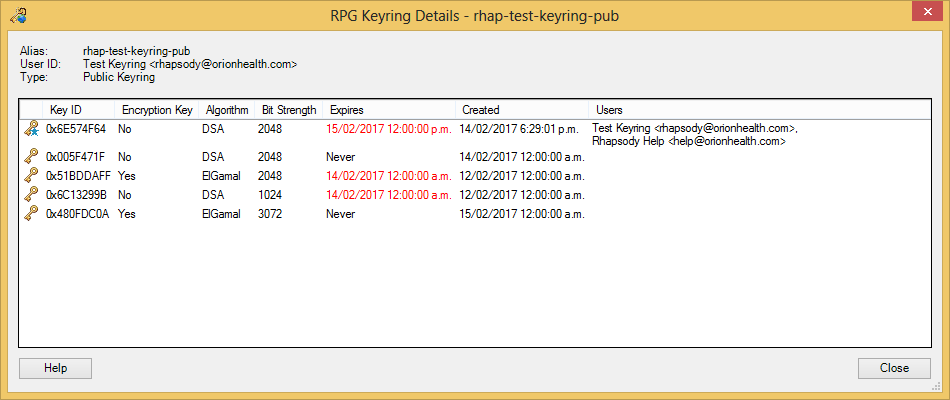 RPG Keyring Details - rhap-test-keyring-pub
Alias: rhap-test-keyring-pub
User ID: Test Keyring <rhapsody@orionhealth.com>
Type: Public Keyring
Key ID Encryption Key Algorithm Bit Strength Expires Created Users
0x6E574F64 No DSA 2048 15/02/2017 12:00:00 p.m. 14/02/2017 6:29:01 p.m. Test Keyring <rhapsody@orionhealth.com>,
Rhapsody Help <help@orionhealth.com>
0x005F471F No DSA 2048 Never 14/02/2017 12:00:00 a.m.
0x51BDDAFF Yes ElGamal 2048 14/02/2017 12:00:00 a.m. 12/02/2017 12:00:00 a.m.
0x6C13299B No DSA 1024 14/02/2017 12:00:00 a.m. 12/02/2017 12:00:00 a.m.
0x480FDC0A Yes ElGamal 3072 Never 15/02/2017 12:00:00 a.m.
Help Close